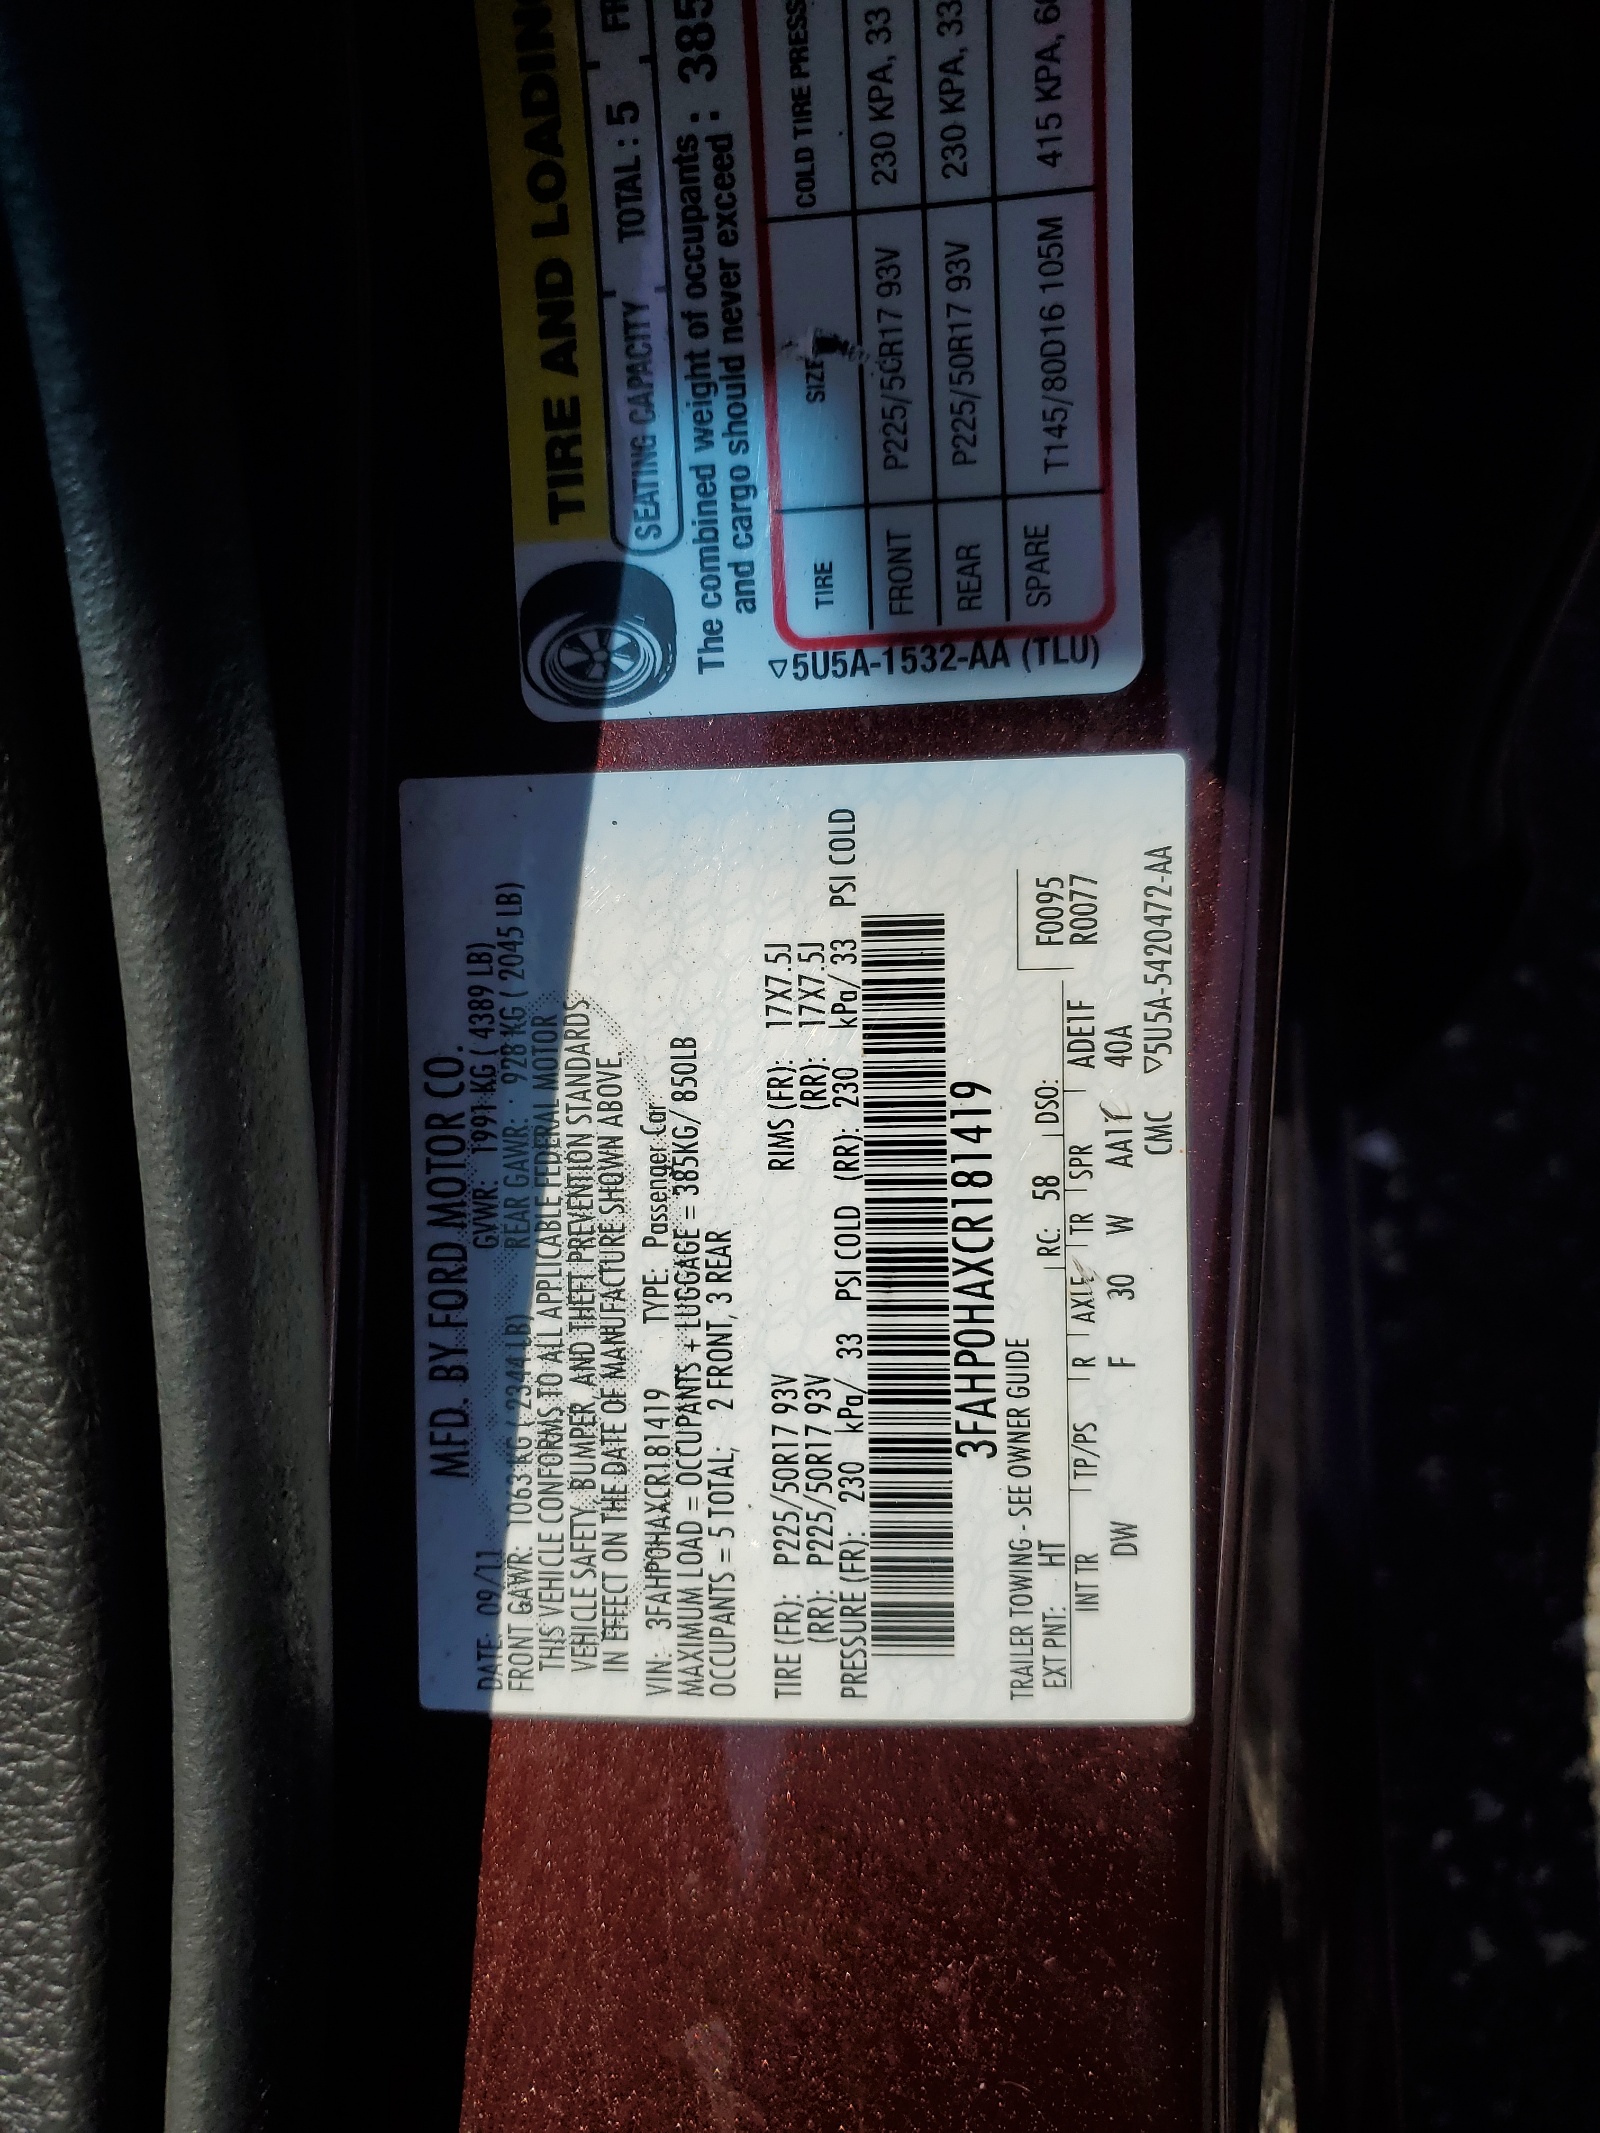 MFD. BY FORD MOTOR CO.
DATE: 09/11 GVWR: 1991 KG ( 4389 LB)
FRONT GAWR: 1063 KG ( 2344 LB) REAR GAWR: 928 KG ( 2045 LB)
THIS VEHICLE CONFORMS TO ALL APPLICABLE FEDERAL MOTOR
VEHICLE SAFETY, BUMPER, AND THEFT PREVENTION STANDARDS
IN EFFECT ON THE DATE OF MANUFACTURE SHOWN ABOVE.
VIN: 3FAHP0HAXCR181419 TYPE: Passenger Car
MAXIMUM LOAD = OCCUPANTS + LUGGAGE = 385KG/ 850LB
OCCUPANTS = 5 TOTAL; 2 FRONT, 3 REAR
TIRE (FR): P225/50R17 93V RIMS (FR): 17X7.5J
(RR): P225/50R17 93V (RR): 17X7.5J
PRESSURE (FR): 230 kPa/ 33 PSI COLD (RR): 230 kPa/ 33 PSI COLD
3FAHP0HAXCR181419
TRAILER TOWING - SEE OWNER GUIDE
EXT PNT: HT RC: 58 DSO: F0095
INT TR TP/PS R AXLE TR SPR ADE1F R0077
DW F 30 W 40A
CMC ▽5U5A-5420472-AA
TIRE AND LOADING
SEATING CAPACITY TOTAL : 5
The combined weight of occupants : 385
and cargo should never exceed :
TIRE SIZE COLD TIRE PRESS
FRONT P225/50R17 93V 230 KPA, 33
REAR P225/50R17 93V 230 KPA, 33
SPARE T145/80D16 105M 415 KPA,
▽5U5A-1532-AA (TLU)